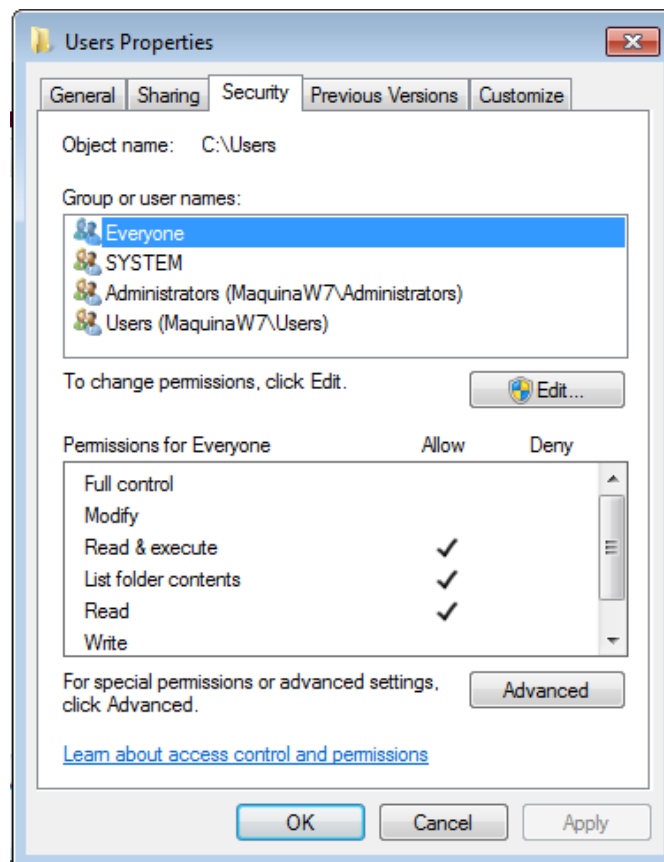 Users Properties
General Sharing Security Previous Versions Customize
Object name: C:\Users
Group or user names:
Everyone
SYSTEM
Administrators (MaquinaW7\Administrators)
Users (MaquinaW7\Users)
To change permissions, click Edit.
Edit...
Permissions for Everyone Allow Deny
Full control
Modify
Read & execute
List folder contents
Read
Write
For special permissions or advanced settings,
click Advanced.
Advanced
Learn about access control and permissions
OK Cancel Apply